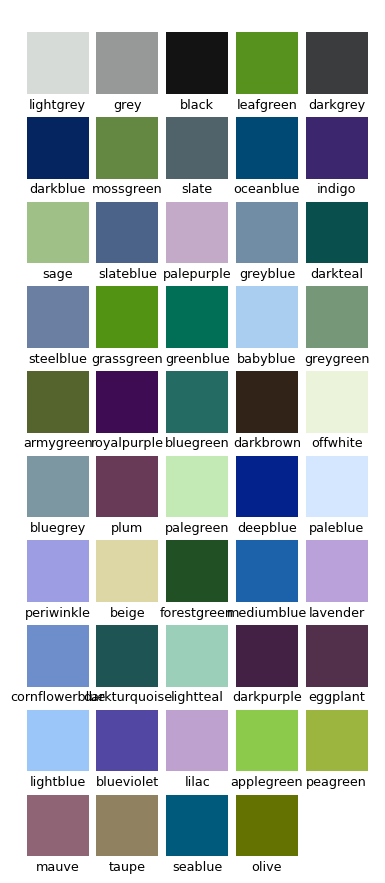 lightgrey grey black leafgreen darkgrey
darkblue mossgreen slate oceanblue indigo
sage slateblue palepurple greyblue darkteal
steelblue grassgreen greenblue babyblue greygreen
armygreen royalpurple bluegreen darkbrown offwhite
bluegrey plum palegreen deepblue paleblue
periwinkle beige forestgreen mediumblue lavender
cornflowerblue darkturquoise lightteal darkpurple eggplant
lightblue blueviolet lilac applegreen peagreen
mauve taupe seablue olive